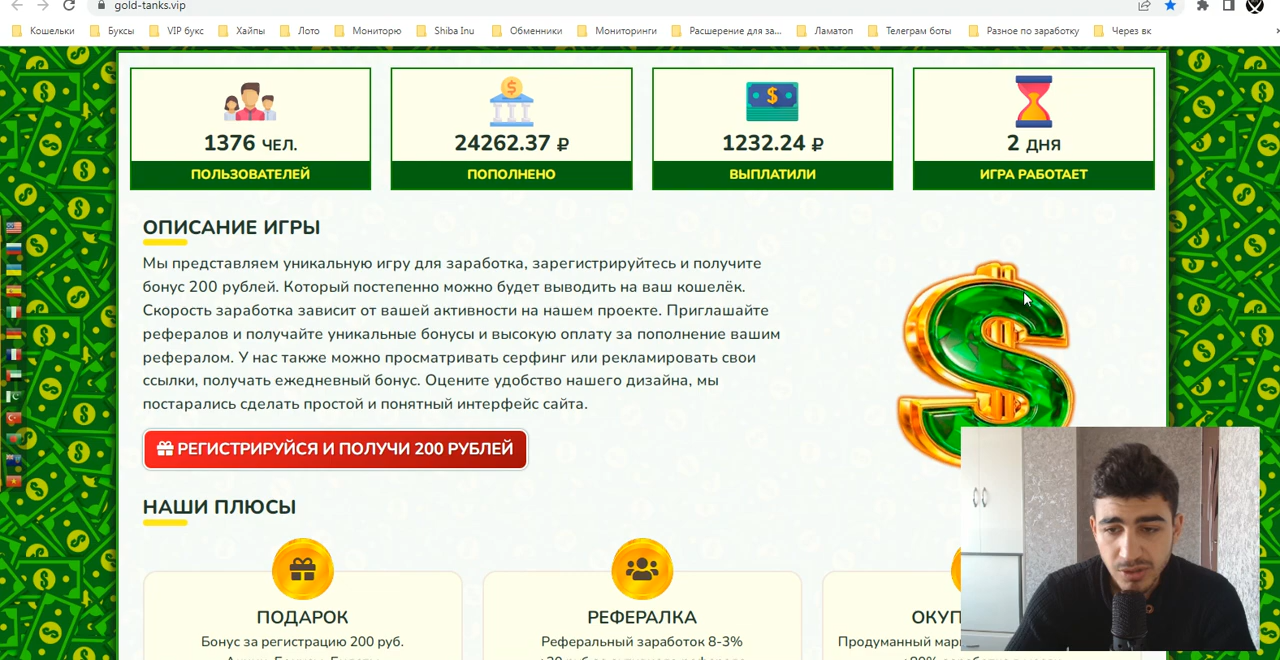 gold-tanks.vip
Кошельки
Буксы
VIP букс
Хайпы
Лото
Мониторю
Shiba Inu
Обменники
Мониторинги
Расширение для за...
Ламатоп
Телеграм боты
Разное по заработку
Через вк
1376 ЧЕЛ.
24262.37 ₽
1232.24 ₽
2 ДНЯ
ПОЛЬЗОВАТЕЛЕЙ
ПОПОЛНЕНО
ВЫПЛАТИЛИ
ИГРА РАБОТАЕТ
ОПИСАНИЕ ИГРЫ
Мы представляем уникальную игру для заработка, зарегистрируйтесь и получите
бонус 200 рублей. Который постепенно можно будет выводить на ваш кошелёк.
Скорость заработка зависит от вашей активности на нашем проекте. Приглашайте
рефералов и получайте уникальные бонусы и высокую оплату за пополнение вашим
рефералом. У нас также можно просматривать серфинг или рекламировать свои
ссылки, получать ежедневный бонус. Оцените удобство нашего дизайна, мы
постарались сделать простой и понятный интерфейс сайта.
РЕГИСТРИРУЙСЯ И ПОЛУЧИ 200 РУБЛЕЙ
НАШИ ПЛЮСЫ
ПОДАРОК
РЕФЕРАЛКА
ОКУП
Бонус за регистрацию 200 руб.
Реферальный заработок 8-3%
Продуманный мар